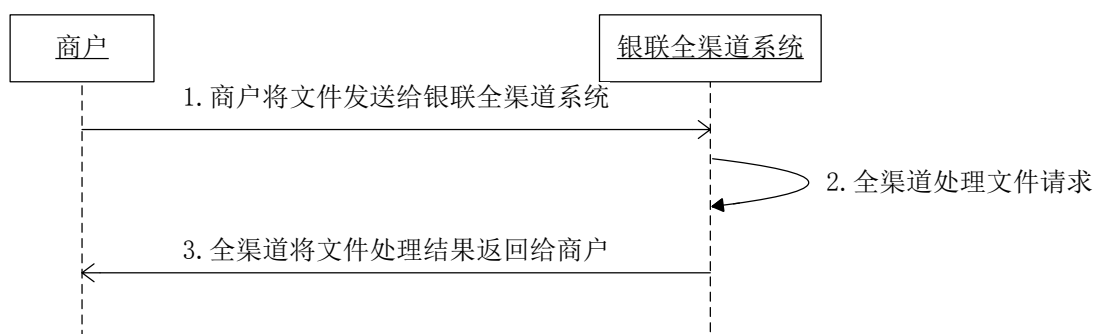 商户
银联全渠道系统
1.商户将文件发送给银联全渠道系统
2.全渠道处理文件请求
3.全渠道将文件处理结果返回给商户